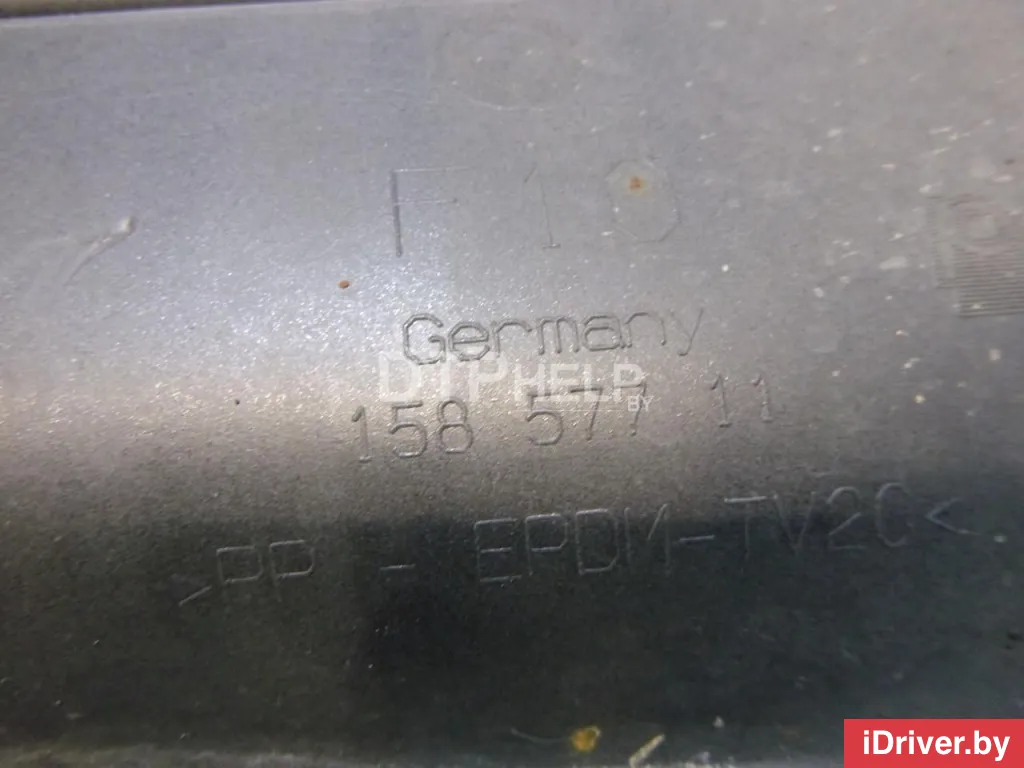 F10
Germany
DTPHELP
BY
158 577 11
>PP - EPDM-TV20<
iDriver.by